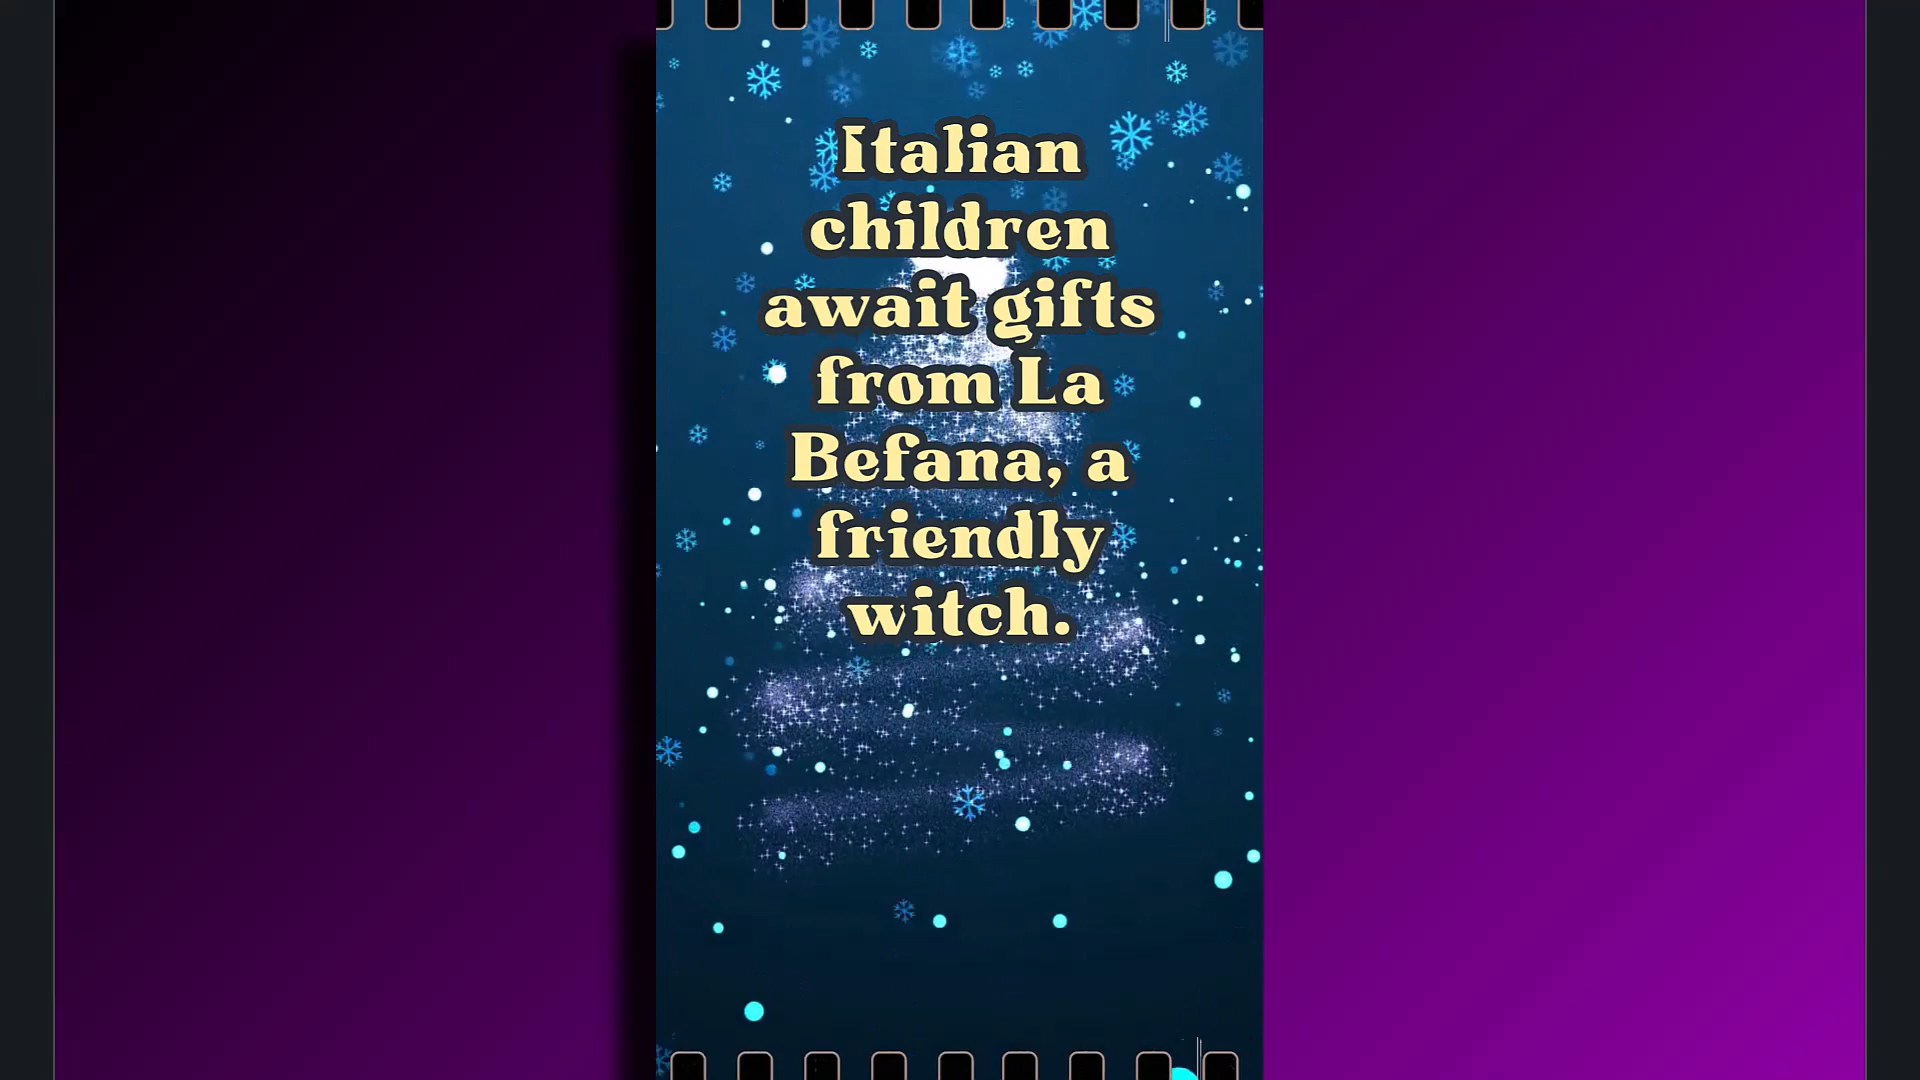 Italian
children
await gifts
from La
Befana, a
friendly
witch.